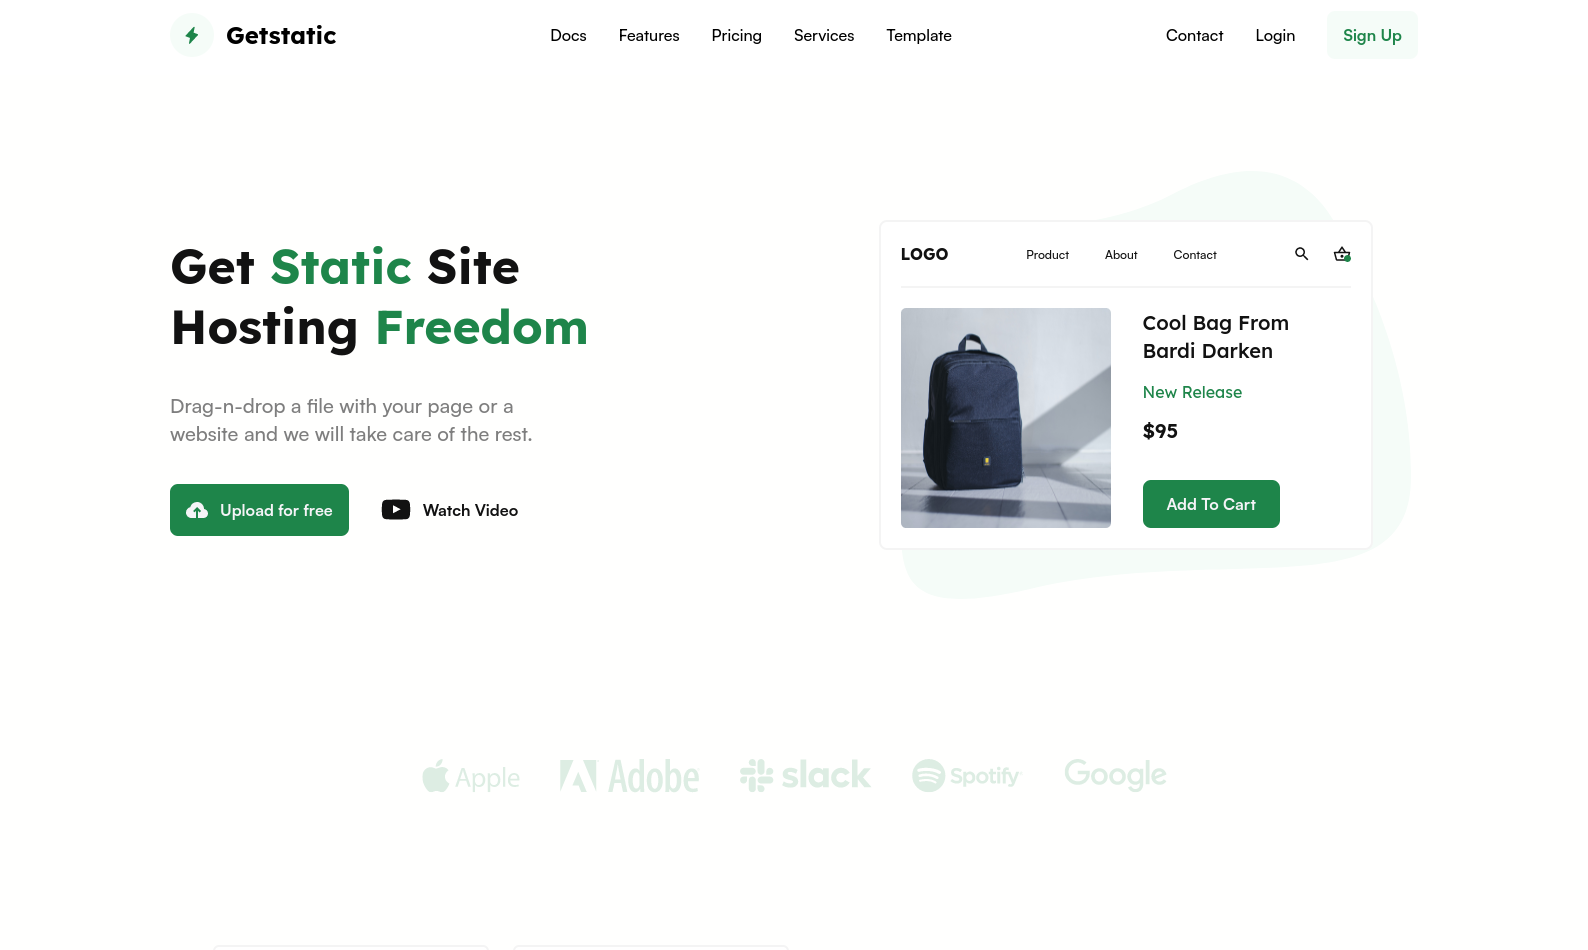 Getstatic
Docs Features Pricing Services Template
Contact Login Sign Up
Get Static Site
Hosting Freedom
Drag-n-drop a file with your page or a
website and we will take care of the rest.
Upload for free Watch Video
LOGO Product About Contact
Cool Bag From
Bardi Darken
New Release
$95
Add To Cart
Apple Adobe slack Spotify Google